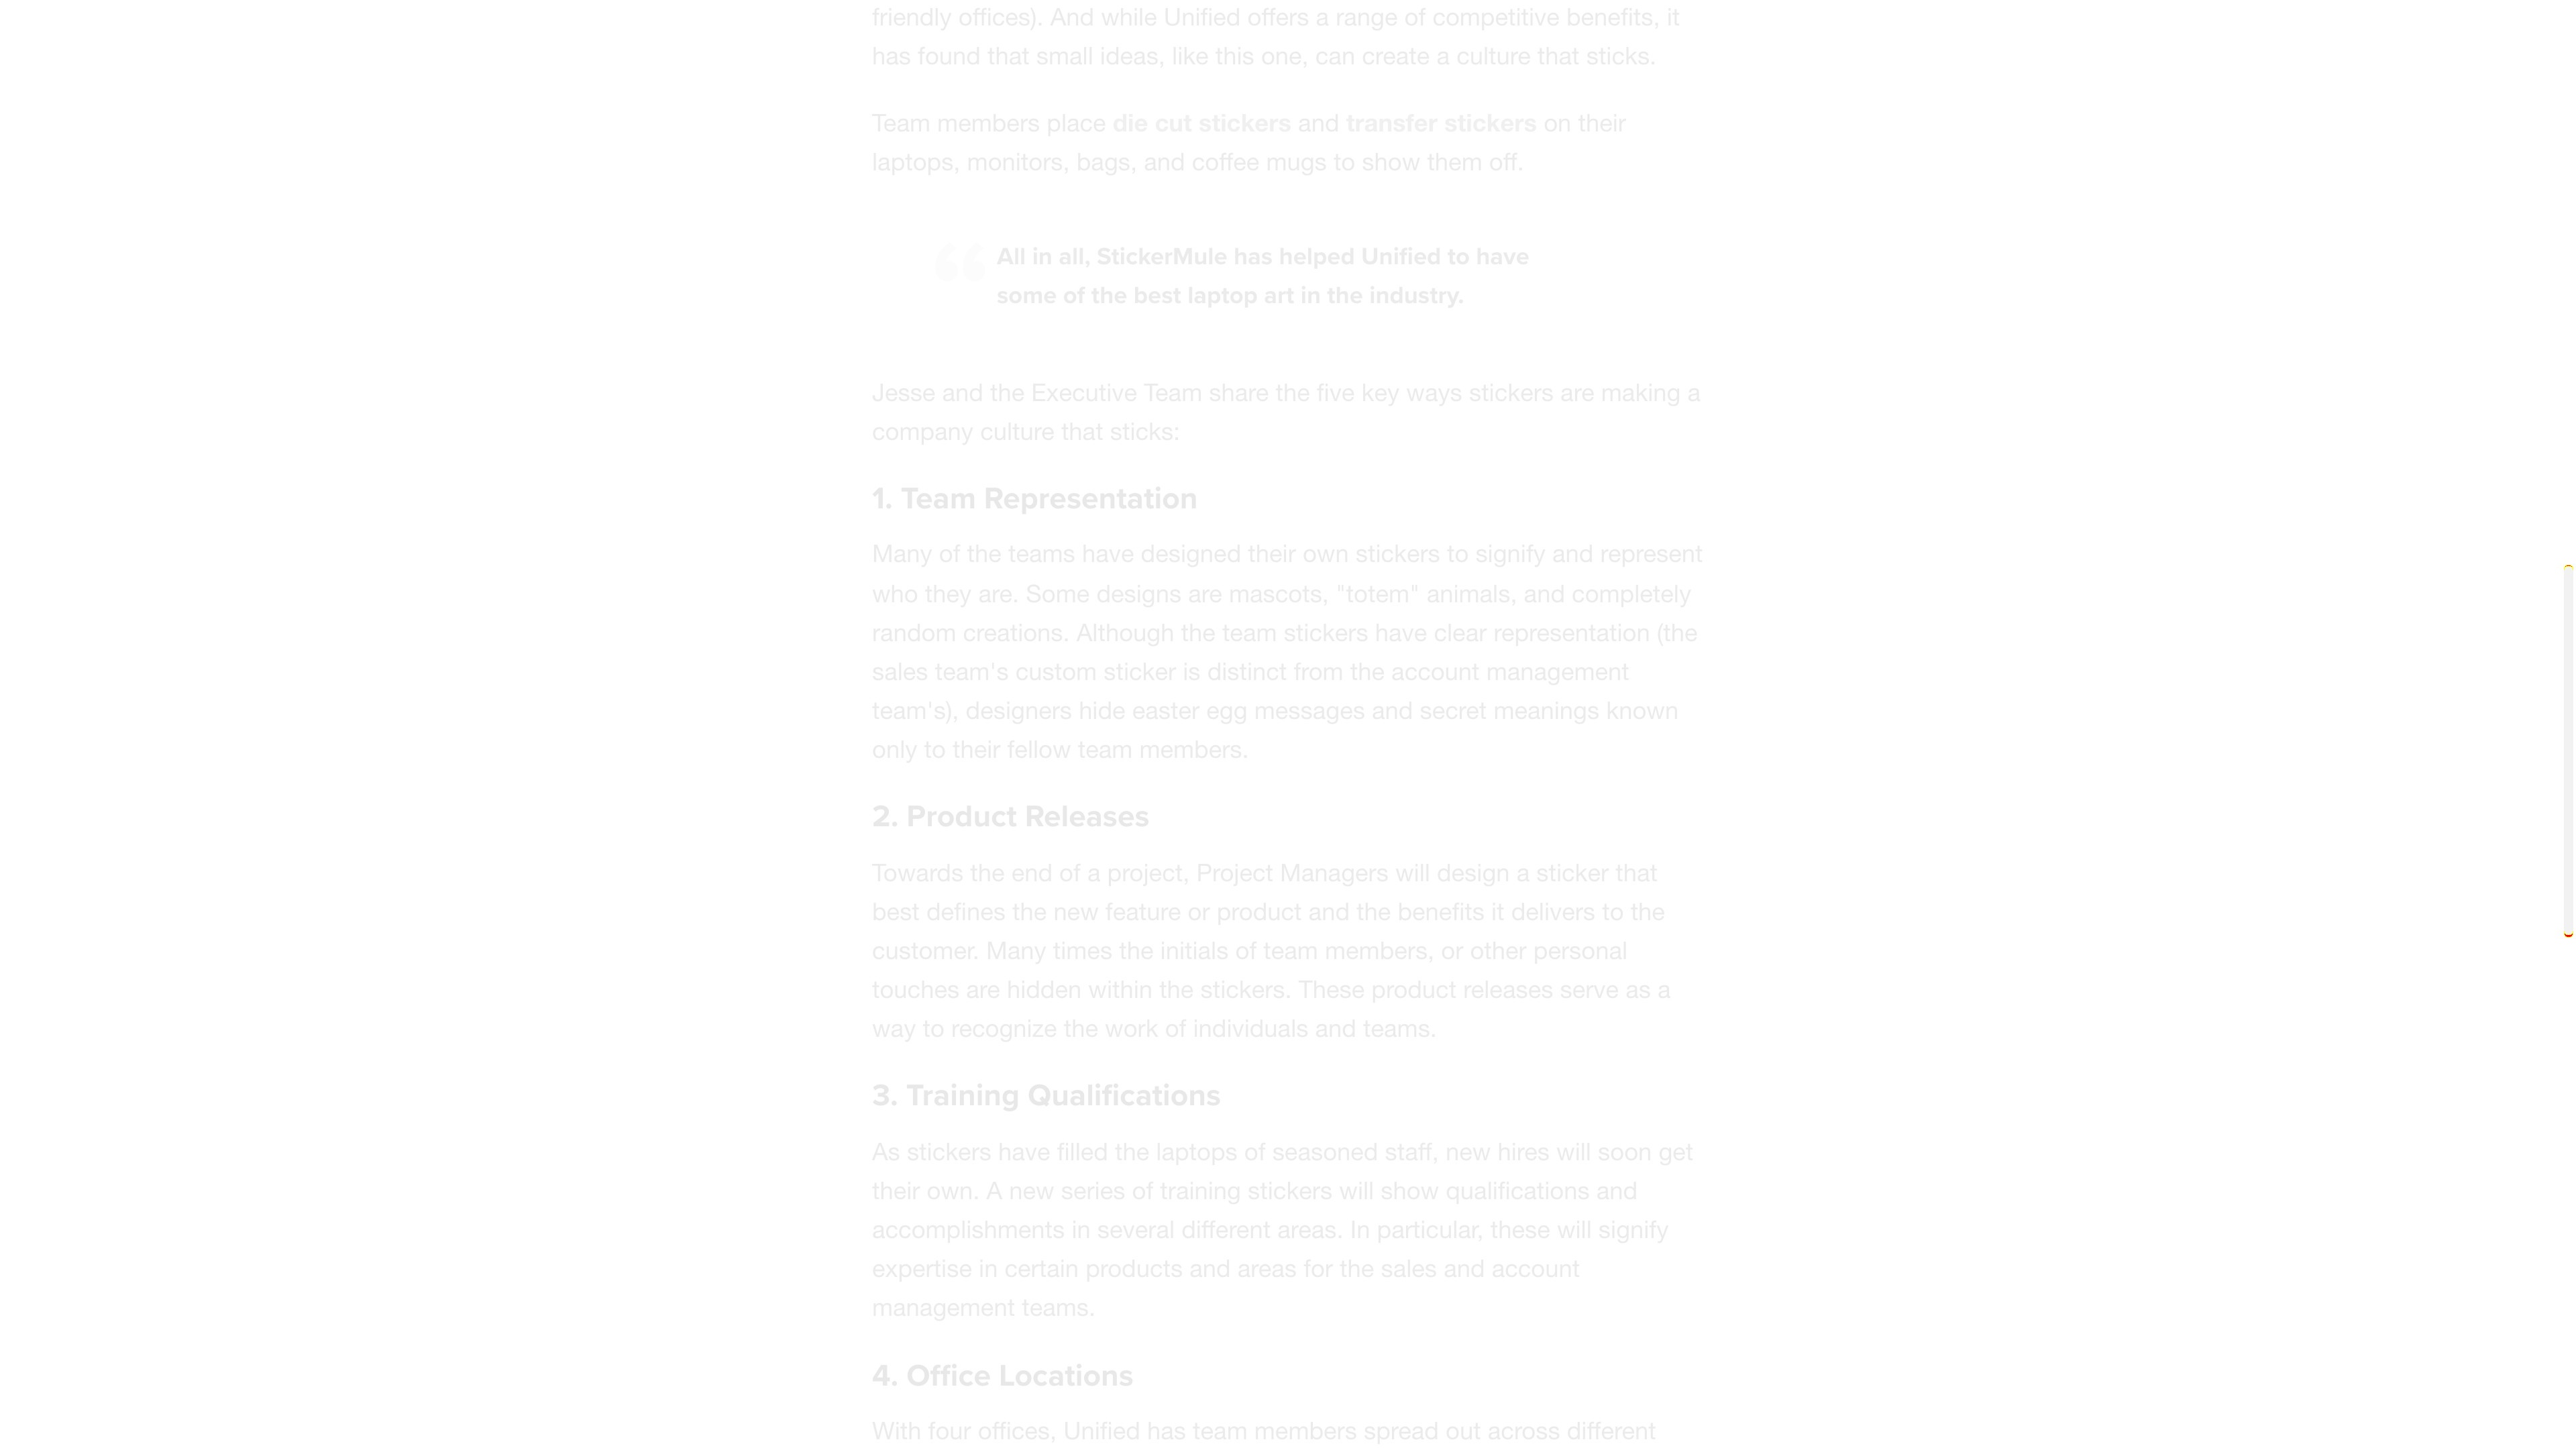 friendly offices). And while Unified offers a range of competitive benefits, it
has found that small ideas, like this one, can create a culture that sticks.
Team members place die cut stickers and transfer stickers on their
laptops, monitors, bags, and coffee mugs to show them off.
“All in all, StickerMule has helped Unified to have
some of the best laptop art in the industry.
Jesse and the Executive Team share the five key ways stickers are making a
company culture that sticks:
1. Team Representation
Many of the teams have designed their own stickers to signify and represent
who they are. Some designs are mascots, "totem" animals, and completely
random creations. Although the team stickers have clear representation (the
sales team's custom sticker is distinct from the account management
team's), designers hide easter egg messages and secret meanings known
only to their fellow team members.
2. Product Releases
Towards the end of a project, Project Managers will design a sticker that
best defines the new feature or product and the benefits it delivers to the
customer. Many times the initials of team members, or other personal
touches are hidden within the stickers. These product releases serve as a
way to recognize the work of individuals and teams.
3. Training Qualifications
As stickers have filled the laptops of seasoned staff, new hires will soon get
their own. A new series of training stickers will show qualifications and
accomplishments in several different areas. In particular, these will signify
expertise in certain products and areas for the sales and account
management teams.
4. Office Locations
With four offices, Unified has team members spread out across different